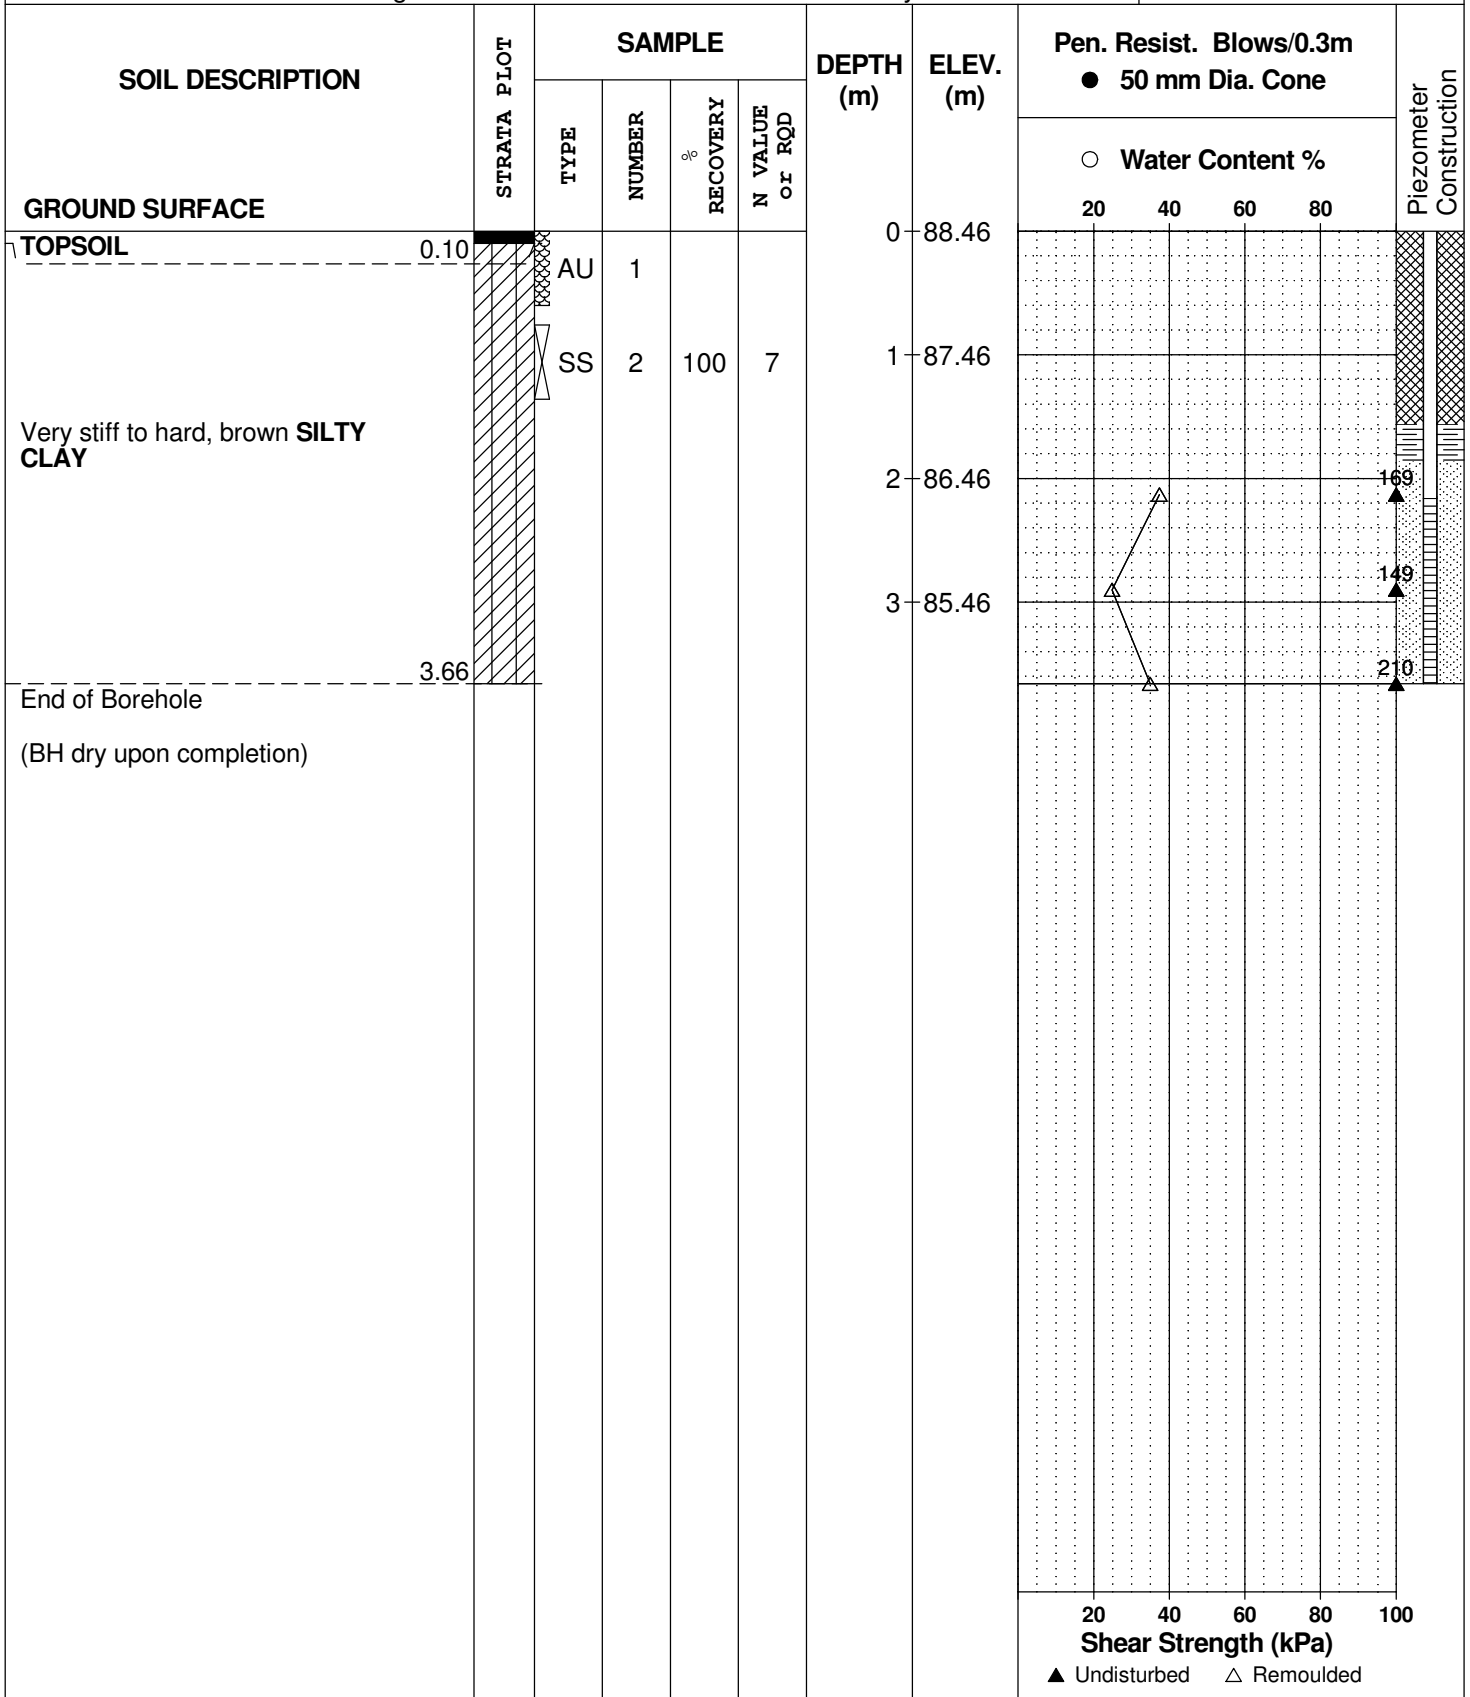 SOIL DESCRIPTION
GROUND SURFACE
STRATA PLOT
SAMPLE
TYPE
NUMBER
% RECOVERY
N VALUE or RQD
DEPTH (m)
ELEV. (m)
Pen. Resist. Blows/0.3m
● 50 mm Dia. Cone
○ Water Content %
20 40 60 80
Piezometer Construction
TOPSOIL 0.10
AU 1
SS 2 100 7
0 88.46
1 87.46
Very stiff to hard, brown SILTY
CLAY
2 86.46
169
149
3 85.46
210
3.66
End of Borehole
(BH dry upon completion)
20 40 60 80 100
Shear Strength (kPa)
▲ Undisturbed △ Remoulded